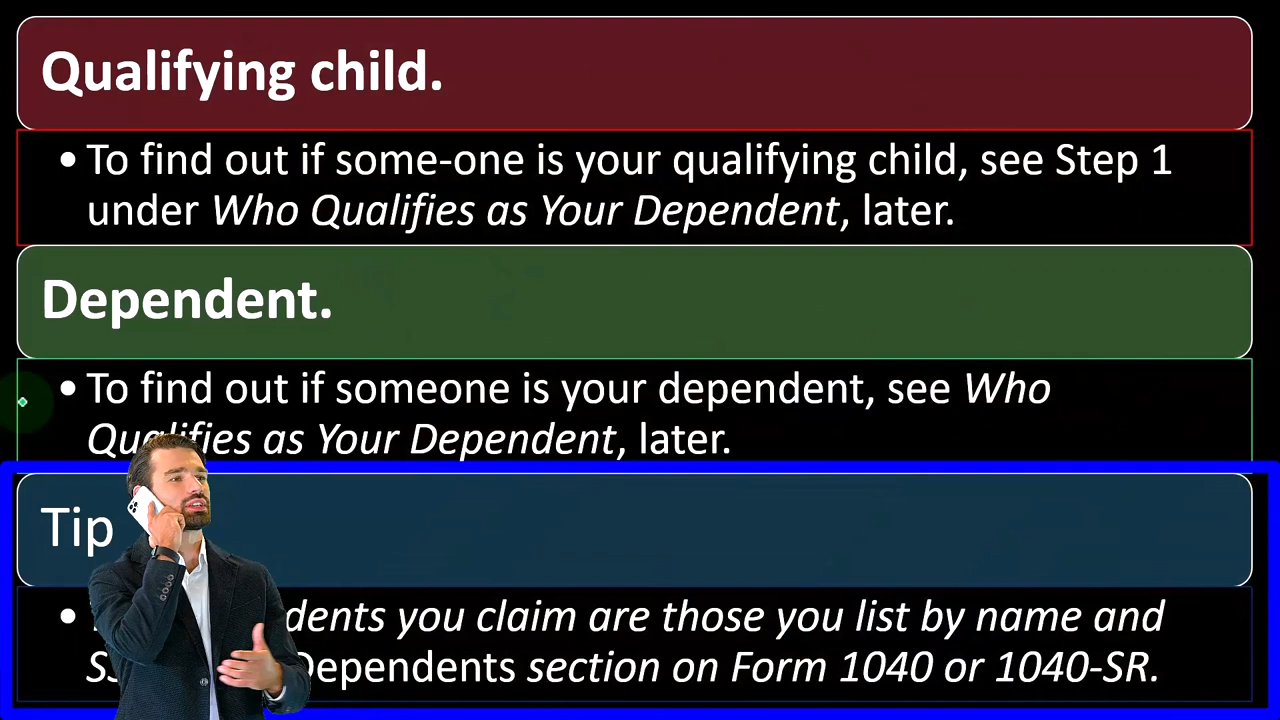 Qualifying child.
• To find out if some-one is your qualifying child, see Step 1
under Who Qualifies as Your Dependent, later.
Dependent.
• To find out if someone is your dependent, see Who
Qualifies as Your Dependent, later.
Tip
• you claim are those you list by name and
Dependents section on Form 1040 or 1040-SR.